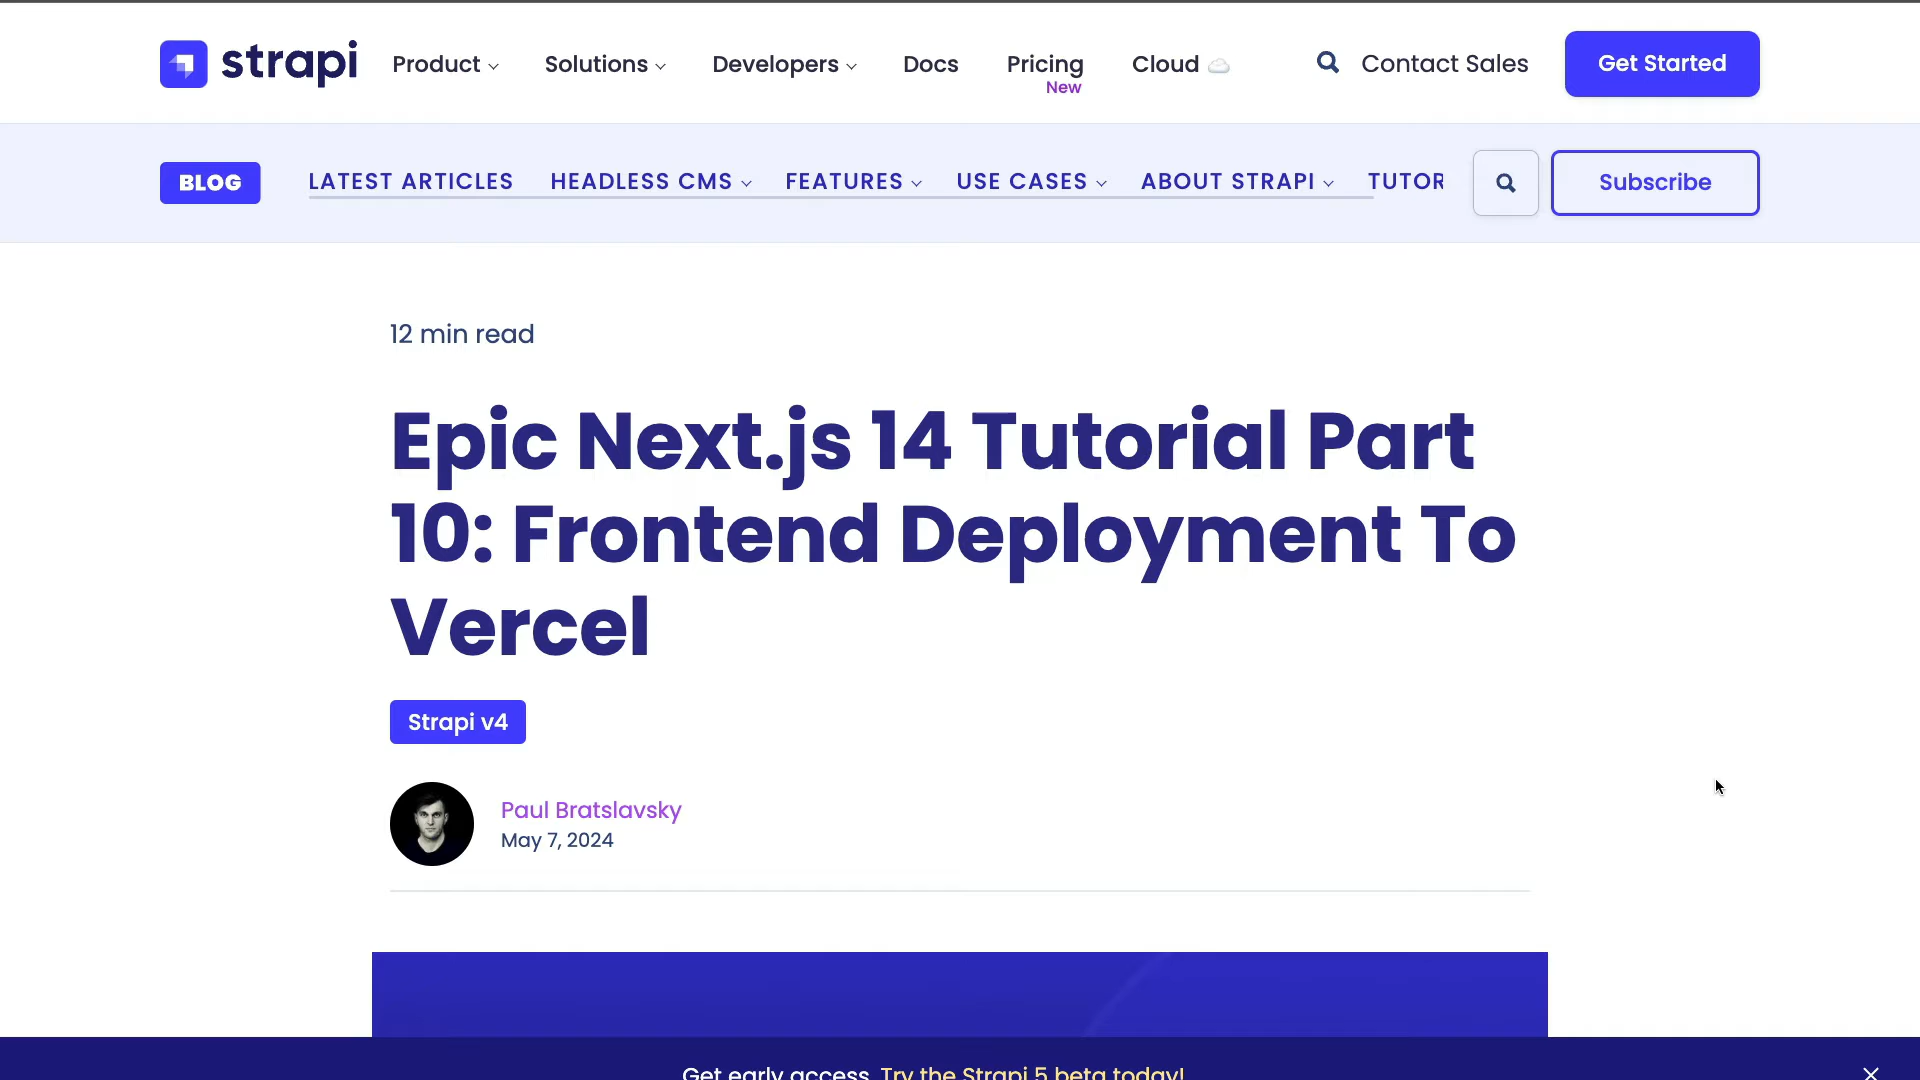 strapi
Product
Solutions
Developers
Docs
Pricing
New
Cloud
Contact Sales
Get Started
BLOG
LATEST ARTICLES
HEADLESS CMS
FEATURES
USE CASES
ABOUT STRAPI
TUTOR
Subscribe
12 min read
Epic Next.js 14 Tutorial Part
10: Frontend Deployment To
Vercel
Strapi v4
Paul Bratslavsky
May 7, 2024
Get early access. Try the Strapi 5 beta today!